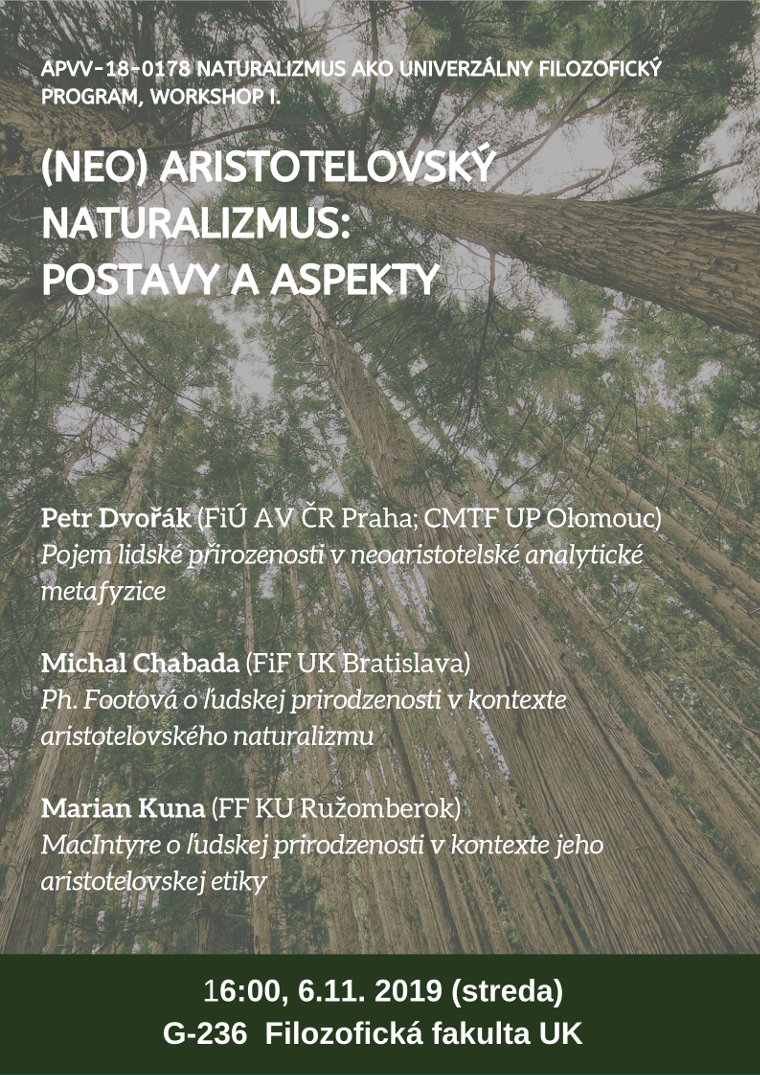 APVV-18-0178 NATURALIZMUS AKO UNIVERZÁLNY FILOZOFICKÝ
PROGRAM, WORKSHOP I.
(NEO) ARISTOTELOVSKÝ
NATURALIZMUS:
POSTAVY A ASPEKTY
Petr Dvořák (FiÚ AV ČR Praha; CMTF UP Olomouc)
Pojem lidské přirozenosti v neoaristotelské analytické
metafyzice
Michal Chabada (FiF UK Bratislava)
Ph. Footová o ľudskej prirodzenosti v kontexte
aristotelovského naturalizmu
Marian Kuna (FF KU Ružomberok)
MacIntyre o ľudskej prirodzenosti v kontexte jeho
aristotelovskej etiky
16:00, 6.11. 2019 (streda)
G-236 Filozofická fakulta UK